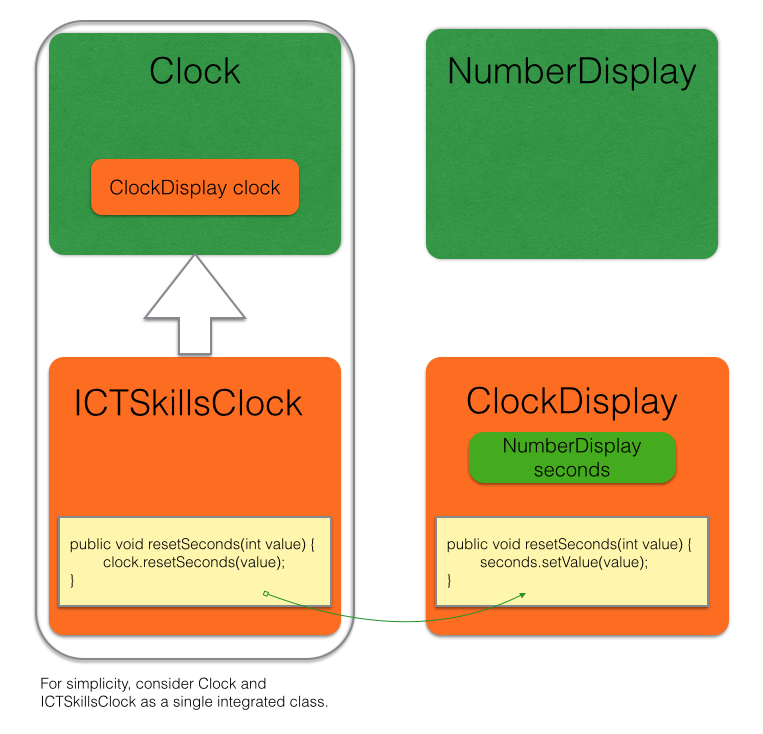 Clock
ClockDisplay clock
NumberDisplay
ICTSkillsClock
public void resetSeconds(int value) {
clock.resetSeconds(value);
}
ClockDisplay
NumberDisplay
seconds
public void resetSeconds(int value) {
seconds.setValue(value);
}
For simplicity, consider Clock and
ICTSkillsClock as a single integrated class.